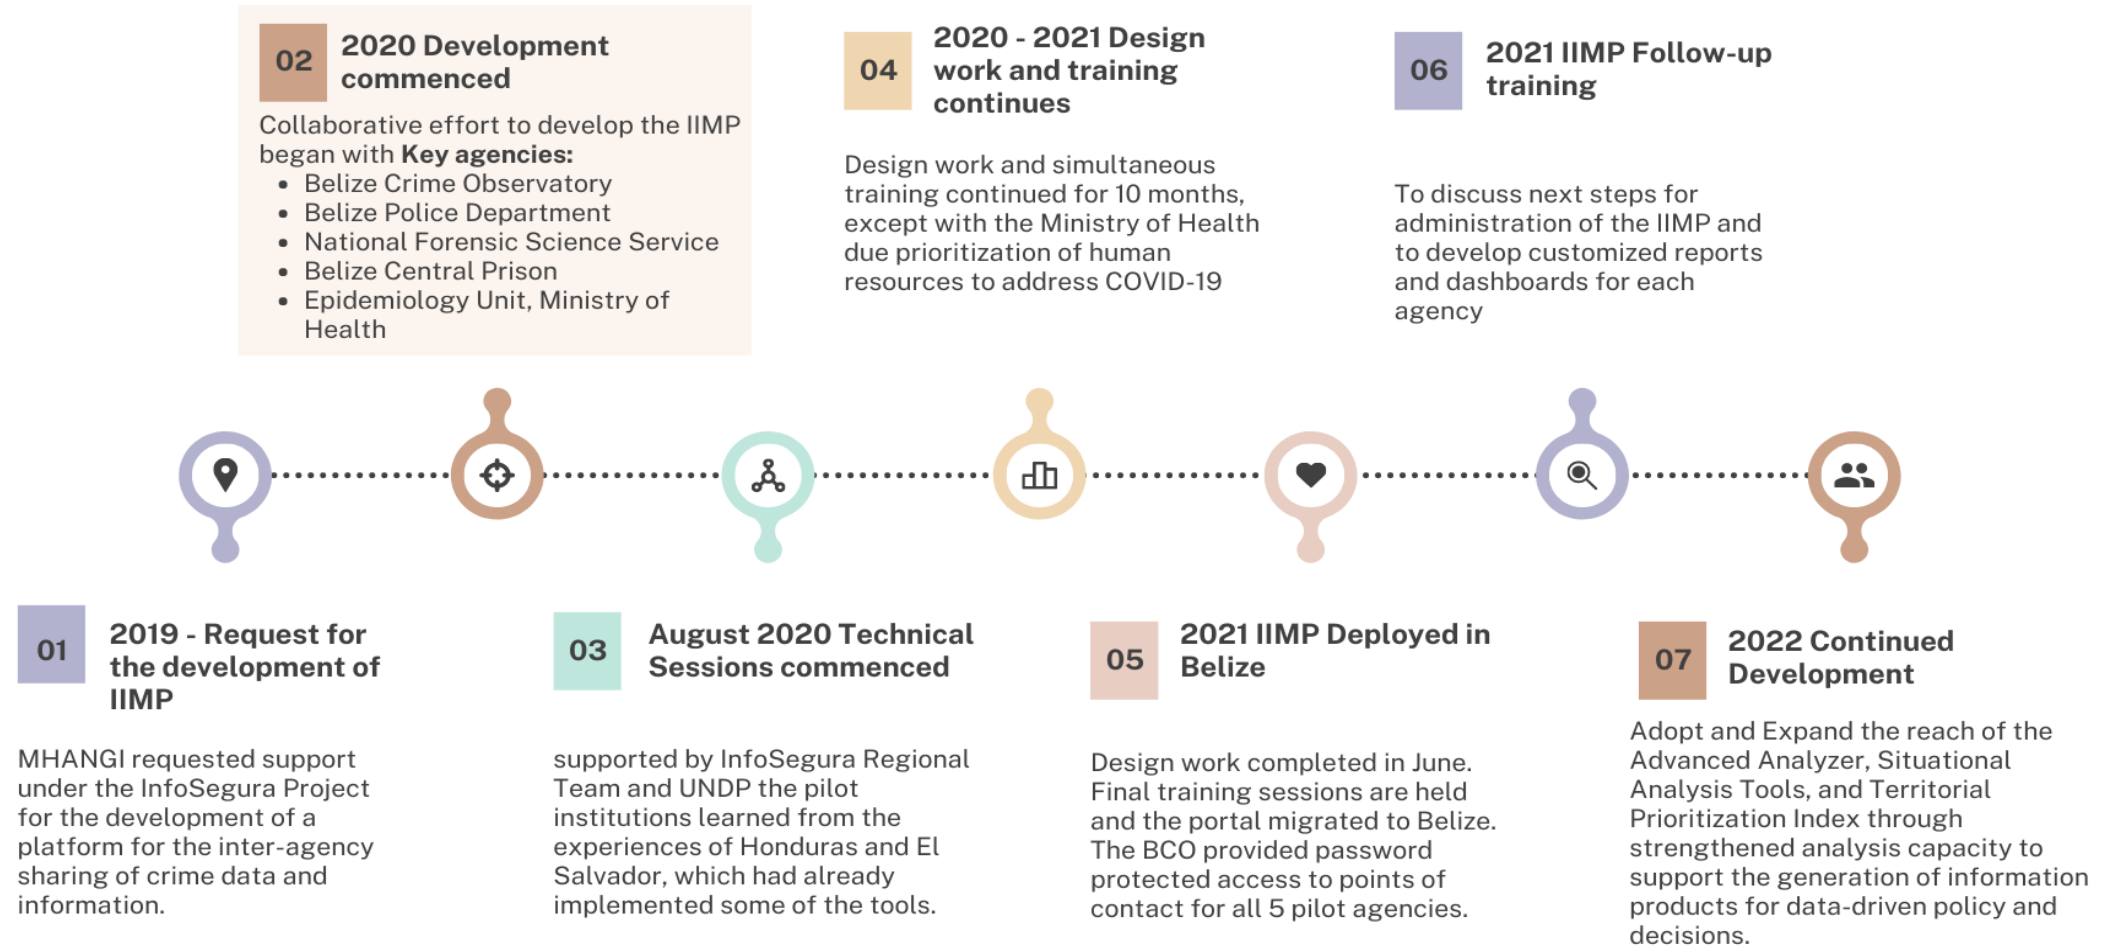 02
2020 Development
commenced
Collaborative effort to develop the IIMP
began with Key agencies:
• Belize Crime Observatory
• Belize Police Department
• National Forensic Science Service
• Belize Central Prison
• Epidemiology Unit, Ministry of
Health
04
2020 - 2021 Design
work and training
continues
Design work and simultaneous
training continued for 10 months,
except with the Ministry of Health
due prioritization of human
resources to address COVID-19
06
2021 IIMP Follow-up
training
To discuss next steps for
administration of the IIMP and
to develop customized reports
and dashboards for each
agency
01
2019 - Request for
the development of
IIMP
MHANGI requested support
under the InfoSegura Project
for the development of a
platform for the inter-agency
sharing of crime data and
information.
03
August 2020 Technical
Sessions commenced
supported by InfoSegura Regional
Team and UNDP the pilot
institutions learned from the
experiences of Honduras and El
Salvador, which had already
implemented some of the tools.
05
2021 IIMP Deployed in
Belize
Design work completed in June.
Final training sessions are held
and the portal migrated to Belize.
The BCO provided password
protected access to points of
contact for all 5 pilot agencies.
07
2022 Continued
Development
Adopt and Expand the reach of the
Advanced Analyzer, Situational
Analysis Tools, and Territorial
Prioritization Index through
strengthened analysis capacity to
support the generation of information
products for data-driven policy and
decisions.